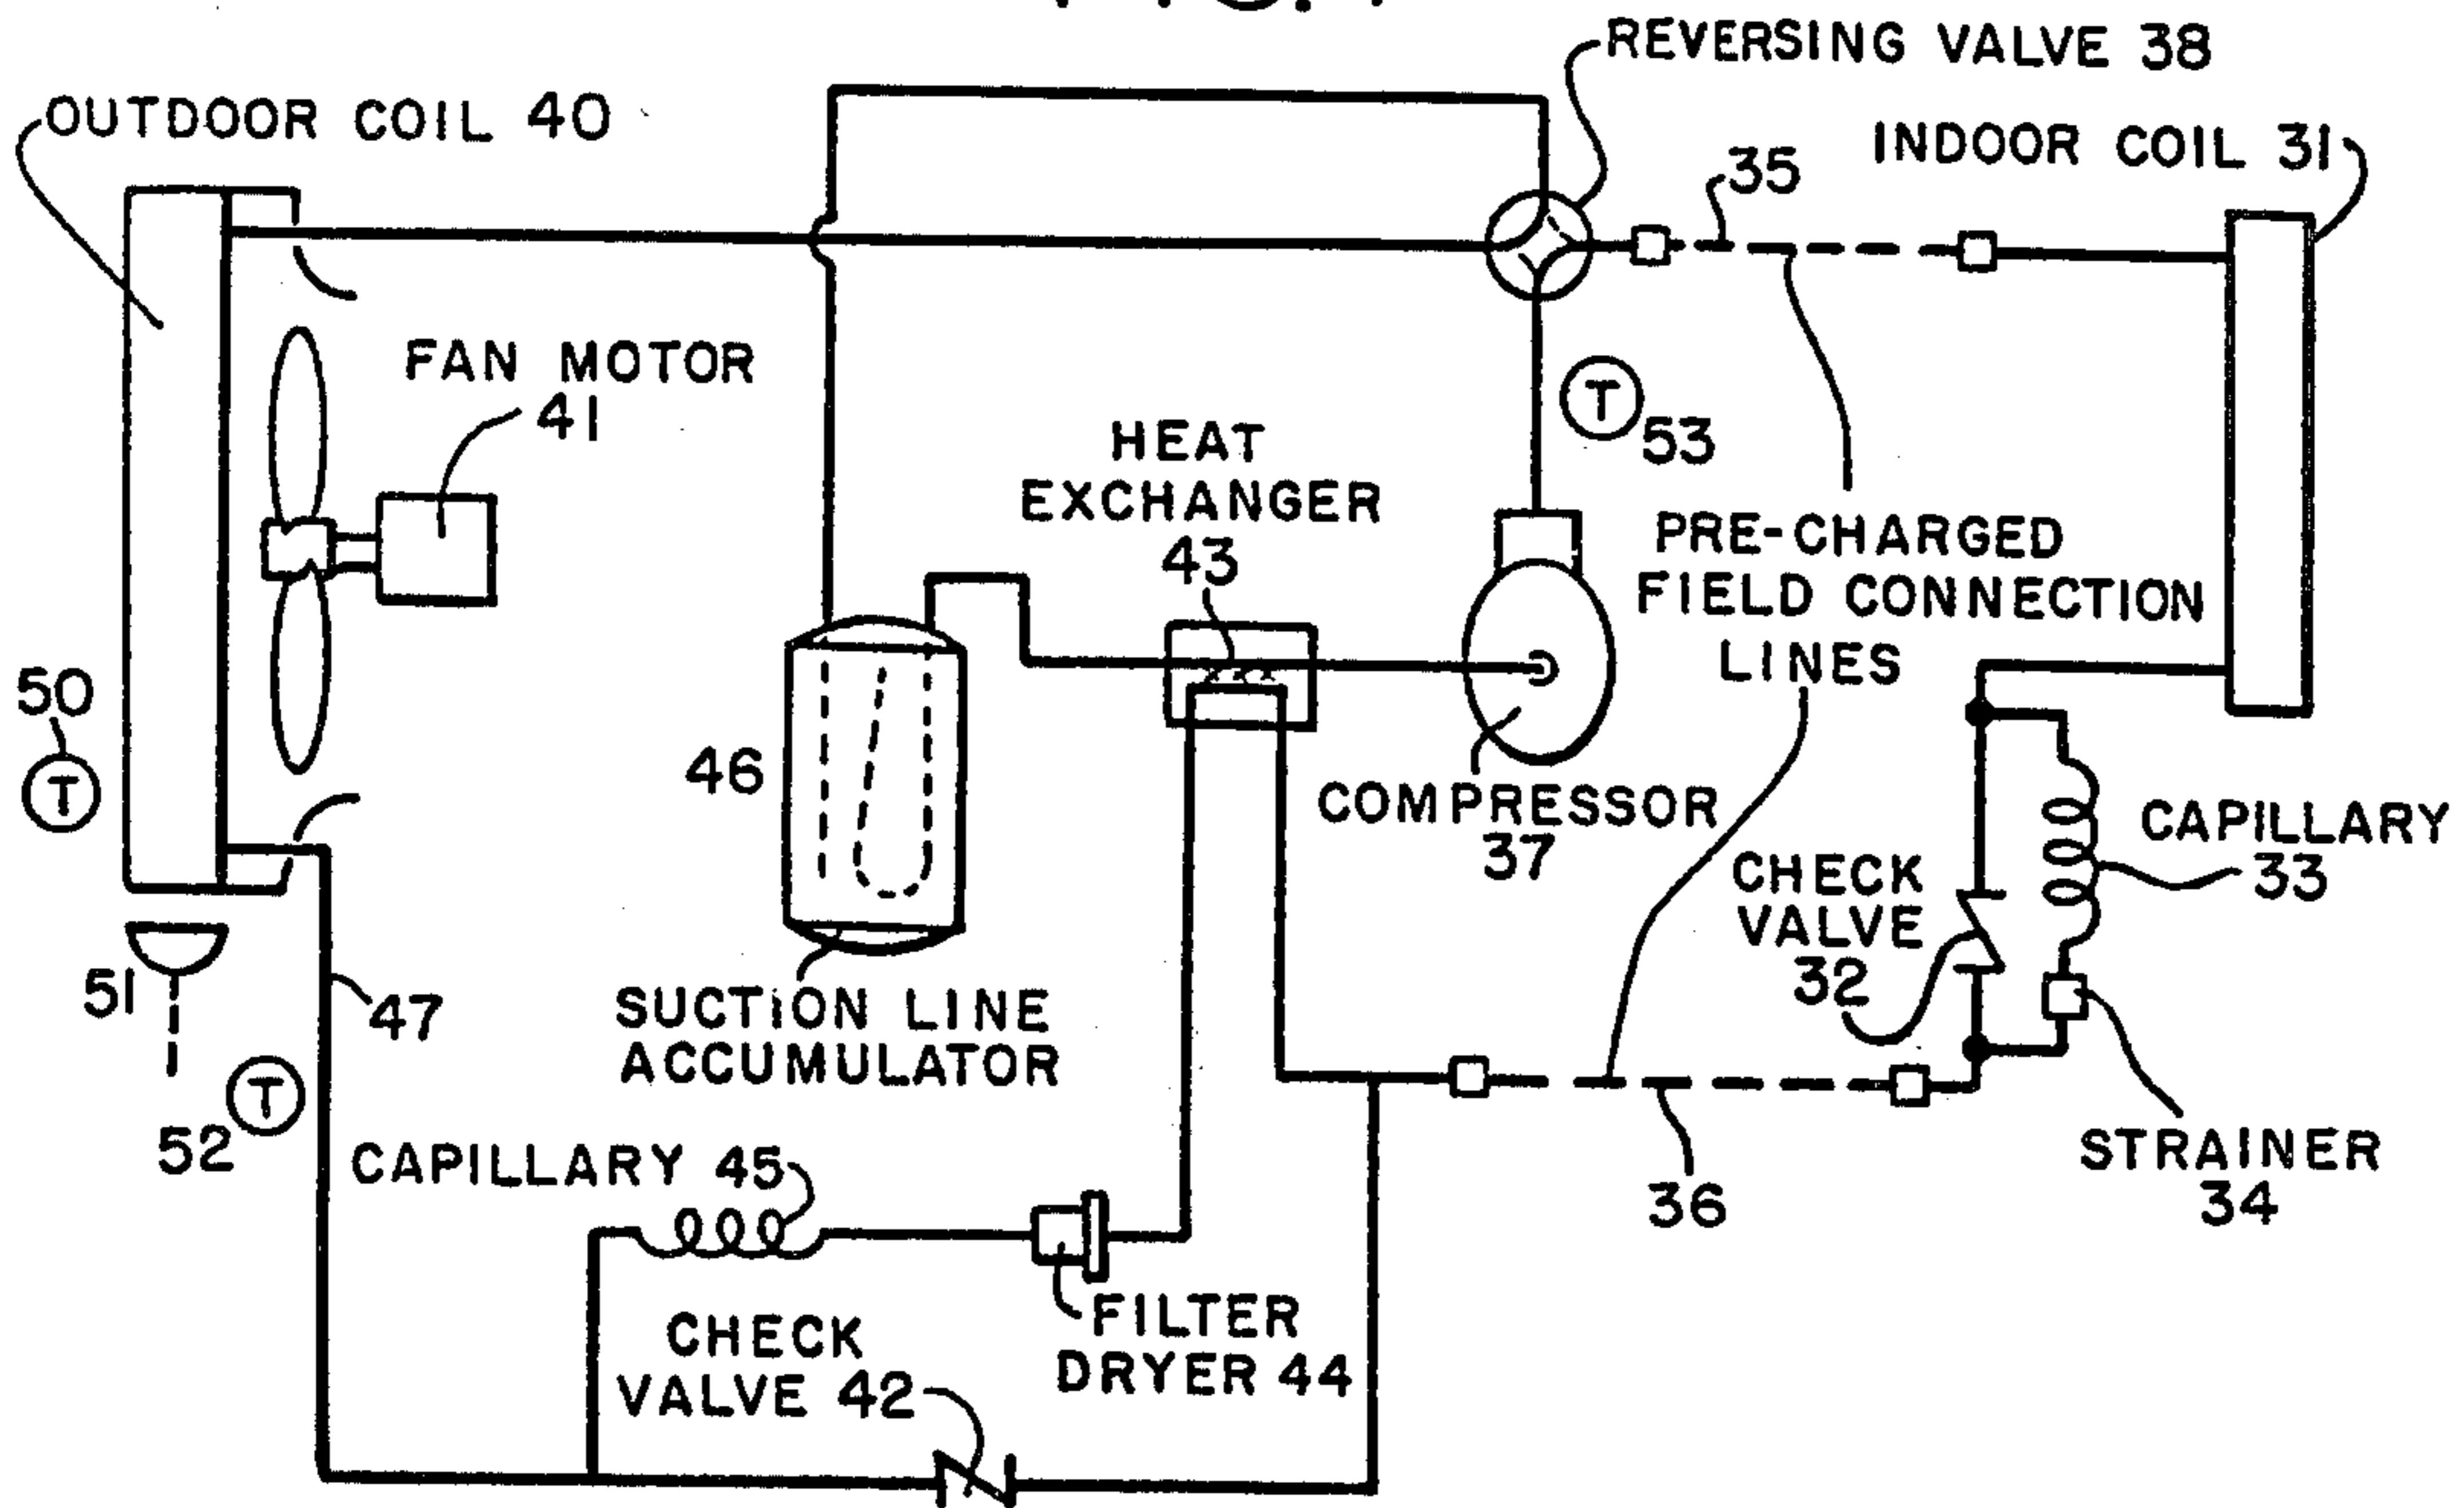 REVERSING VALVE 38
OUTDOOR COIL 40
INDOOR COIL 31
35
FAN MOTOR
41
HEAT
EXCHANGER
43
T
53
PRE-CHARGED
FIELD CONNECTION
LINES
50
T
46
COMPRESSOR
37
CAPILLARY
33
CHECK
VALVE
32
51
47
SUCTION LINE
ACCUMULATOR
T
52
CAPILLARY 45
36
STRAINER
34
FILTER
DRYER 44
CHECK
VALVE 42